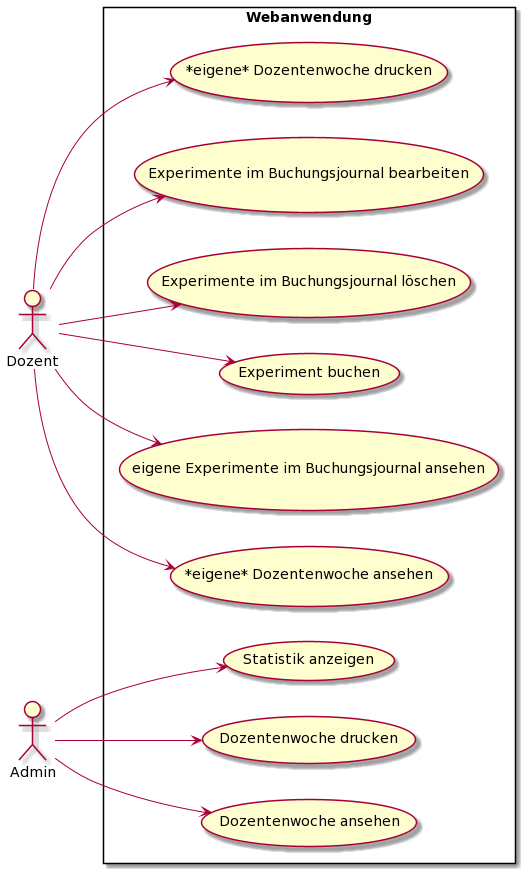 Webanwendung
*eigene* Dozentenwoche drucken
Experimente im Buchungsjournal bearbeiten
Experimente im Buchungsjournal löschen
Dozent
Experiment buchen
eigene Experimente im Buchungsjournal ansehen
*eigene* Dozentenwoche ansehen
Statistik anzeigen
Dozentenwoche drucken
Admin
Dozentenwoche ansehen